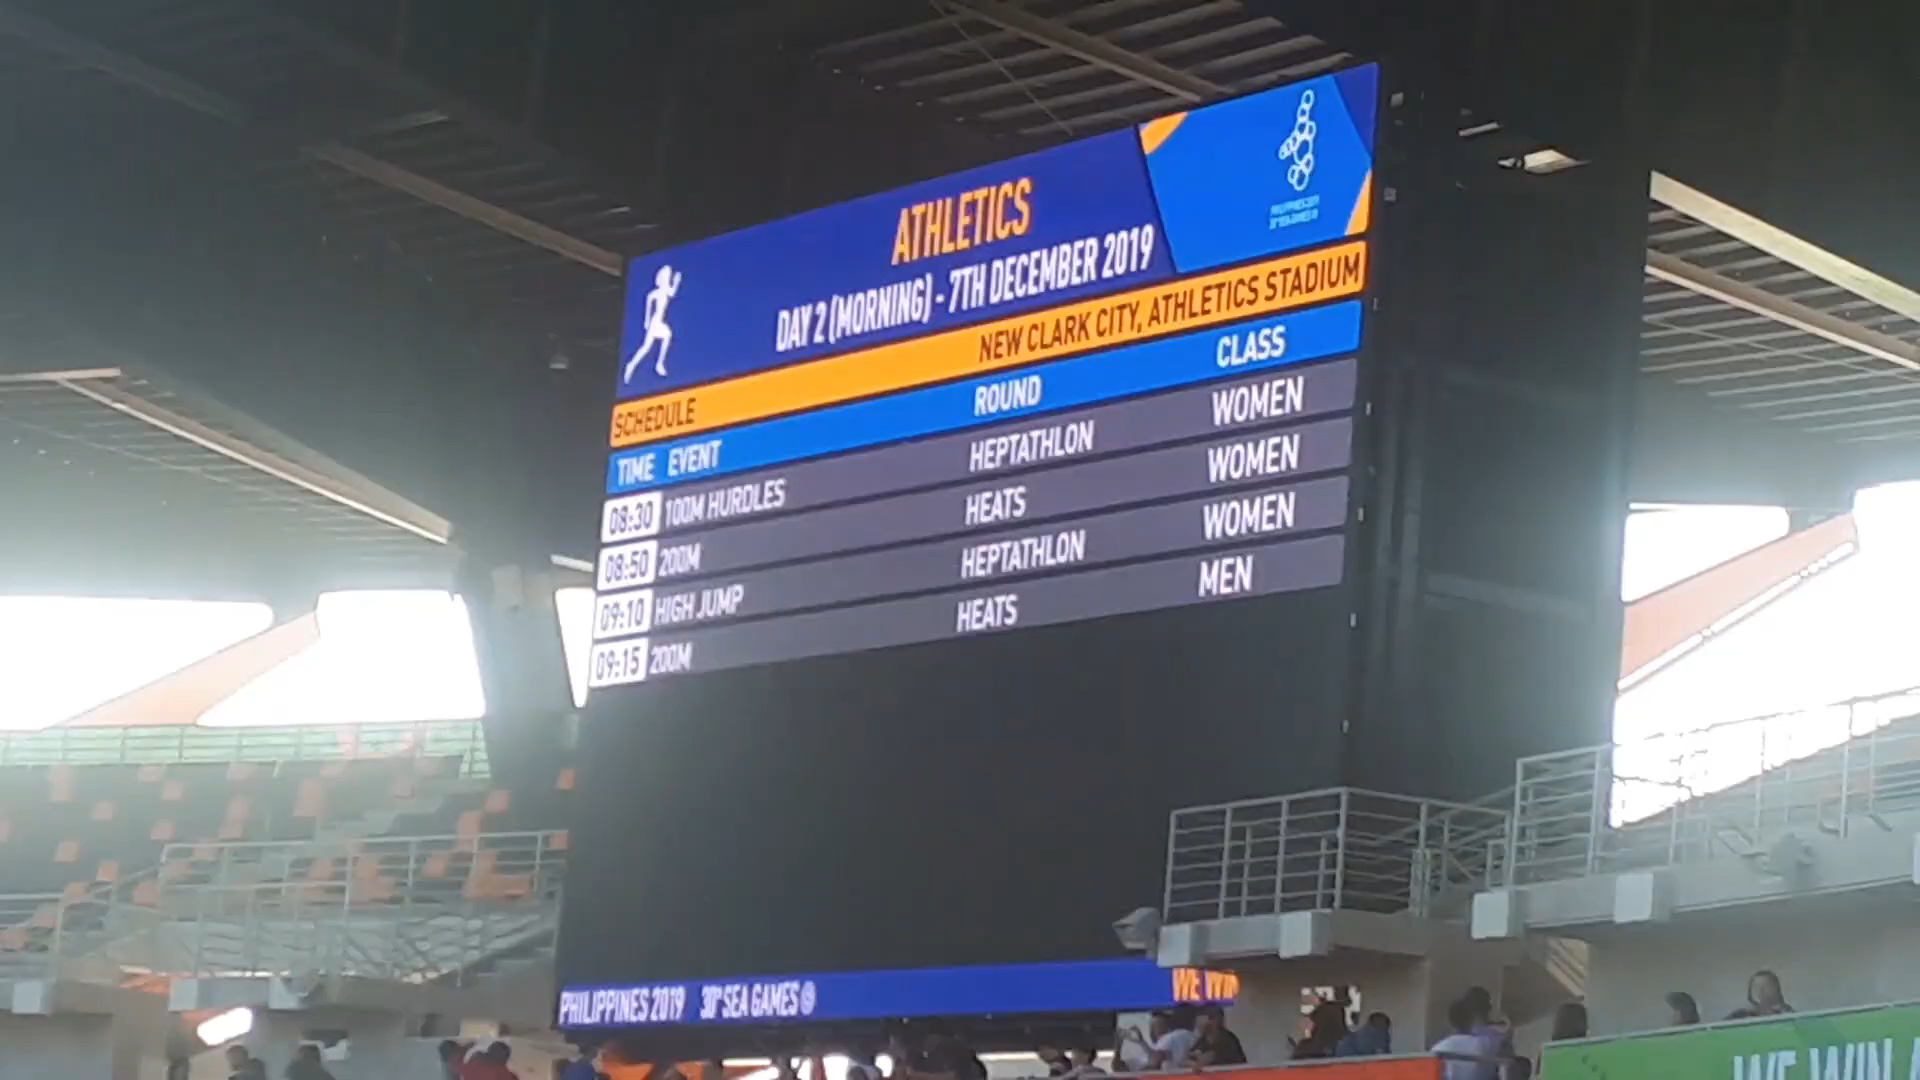 ATHLETICS
DAY 2 (MORNING) - 7TH DECEMBER 2019
SCHEDULE NEW CLARK CITY, ATHLETICS STADIUM
TIME EVENT ROUND CLASS
08:30 100M HURDLES HEPTATHLON WOMEN
08:50 200M HEATS WOMEN
09:10 HIGH JUMP HEPTATHLON WOMEN
09:15 200M HEATS MEN
PHILIPPINES 2019 30TH SEA GAMES WE WIN
WE WIN